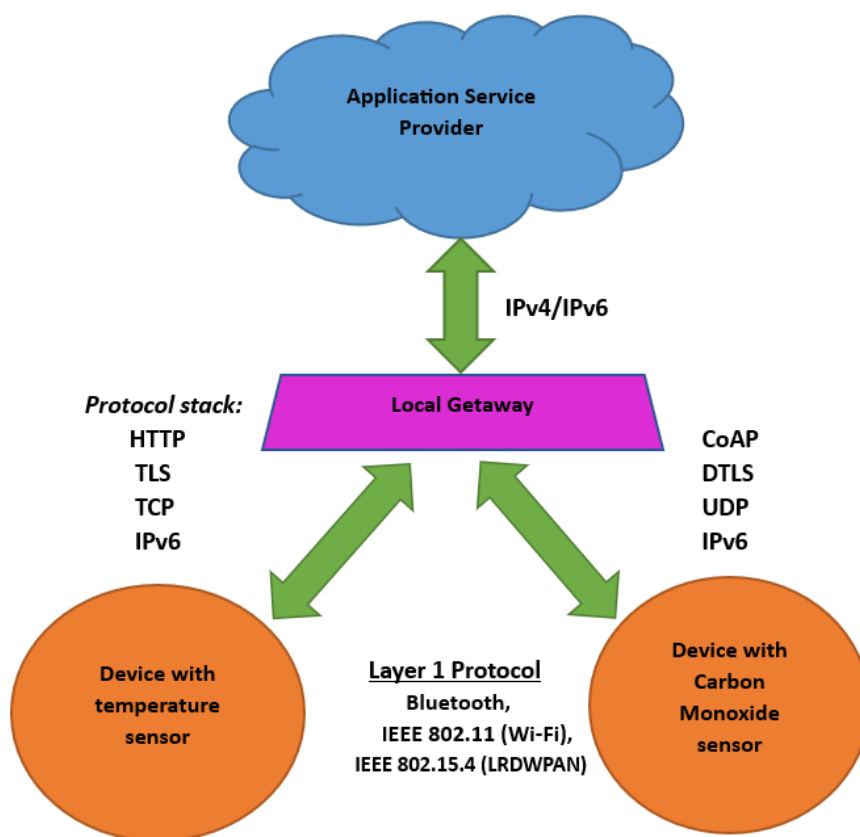 Application Service
Provider
IPv4/IPv6
Local Getaway
Protocol stack:
HTTP
TLS
TCP
IPv6
CoAP
DTLS
UDP
IPv6
Device with
temperature
sensor
Layer 1 Protocol
Bluetooth,
IEEE 802.11 (Wi-Fi),
IEEE 802.15.4 (LRDWPAN)
Device with
Carbon
Monoxide
sensor